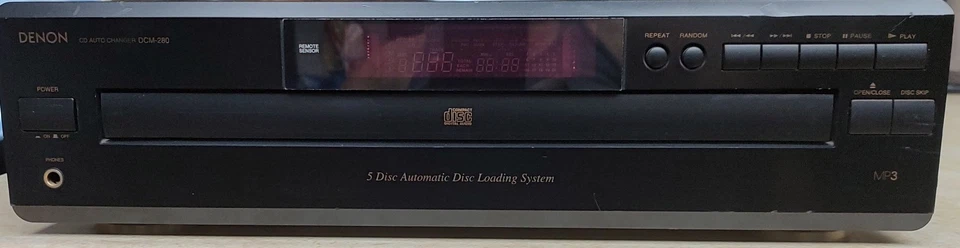 DENON CD AUTO CHANGER DCM-280
REMOTE
SENSOR
REPEAT RANDOM
STOP PAUSE PLAY
POWER
ON OFF
PHONES
COMPACT
disc
DIGITAL AUDIO
OPEN/CLOSE DISC SKIP
5 Disc Automatic Disc Loading System
MP3